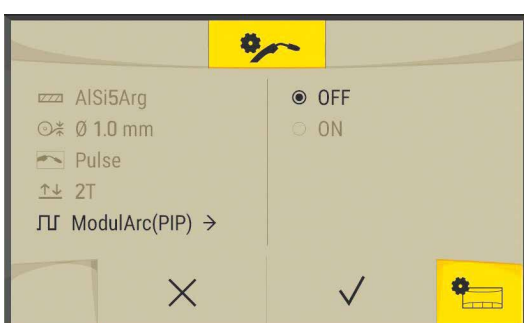 AlSi5Arg
Ø 1.0 mm
Pulse
2T
ModulArc(PIP) →
OFF
ON